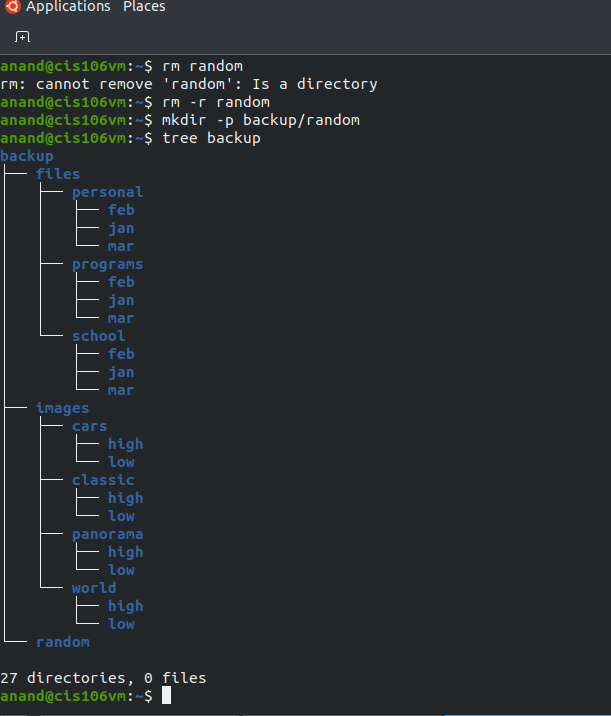 Applications Places
anand@cis106vm:~$ rm random
rm: cannot remove 'random': Is a directory
anand@cis106vm:~$ rm -r random
anand@cis106vm:~$ mkdir -p backup/random
anand@cis106vm:~$ tree backup
backup
├── files
│   ├── personal
│   │   ├── feb
│   │   ├── jan
│   │   └── mar
│   ├── programs
│   │   ├── feb
│   │   ├── jan
│   │   └── mar
│   └── school
│       ├── feb
│       ├── jan
│       └── mar
├── images
│   ├── cars
│   │   ├── high
│   │   └── low
│   ├── classic
│   │   ├── high
│   │   └── low
│   ├── panorama
│   │   ├── high
│   │   └── low
│   └── world
│       ├── high
│       └── low
└── random
27 directories, 0 files
anand@cis106vm:~$